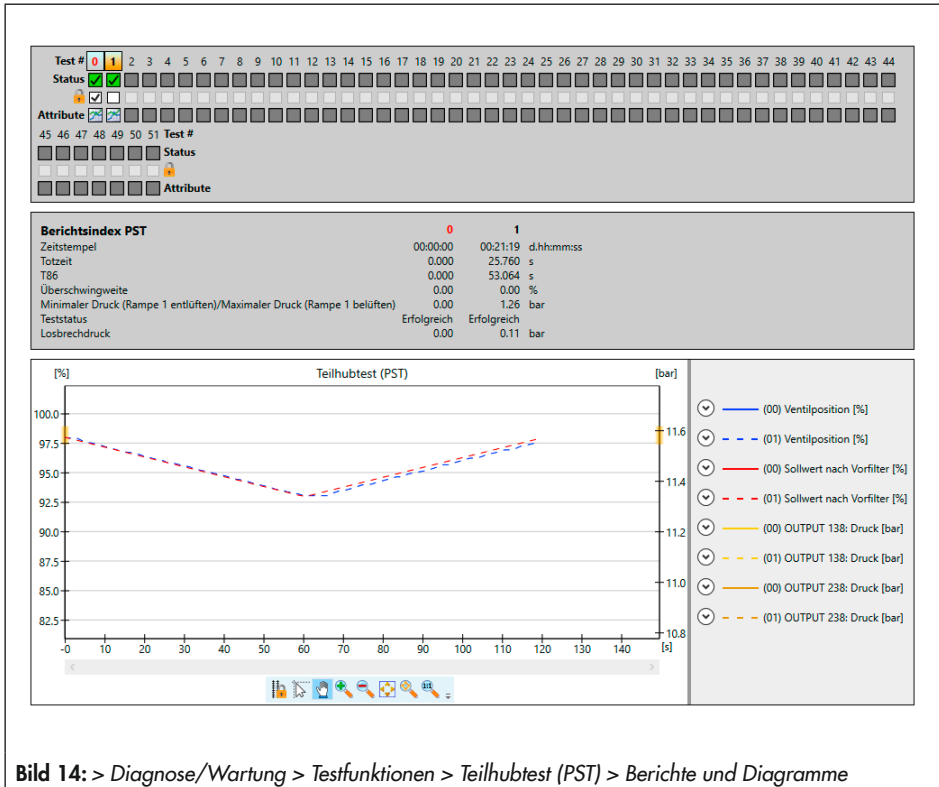 Test # 0 1 2 3 4 5 6 7 8 9 10 11 12 13 14 15 16 17 18 19 20 21 22 23 24 25 26 27 28 29 30 31 32 33 34 35 36 37 38 39 40 41 42 43 44
Status
Attribute
45 46 47 48 49 50 51 Test #
Status
Attribute
Berichtsindex PST 0 1
Zeitstempel 00:00:00 00:21:19 d.hh:mm:ss
Totzeit 0.000 25.760 s
T86 0.000 53.064 s
Überschwingweite 0.00 0.00 %
Minimaler Druck (Rampe 1 entlüften)/Maximaler Druck (Rampe 1 belüften) 0.00 1.26 bar
Teststatus Erfolgreich Erfolgreich
Losbrechdruck 0.00 0.11 bar
[%] Teilhubtest (PST) [bar]
100.0
97.5
95.0
92.5
90.0
87.5
85.0
82.5
11.6
11.4
11.2
11.0
10.8
-0 10 20 30 40 50 60 70 80 90 100 110 120 130 140 [s]
(00) Ventilposition [%]
(01) Ventilposition [%]
(00) Sollwert nach Vorfilter [%]
(01) Sollwert nach Vorfilter [%]
(00) OUTPUT 138: Druck [bar]
(01) OUTPUT 138: Druck [bar]
(00) OUTPUT 238: Druck [bar]
(01) OUTPUT 238: Druck [bar]
1:1
Bild 14: > Diagnose/Wartung > Testfunktionen > Teilhubtest (PST) > Berichte und Diagramme